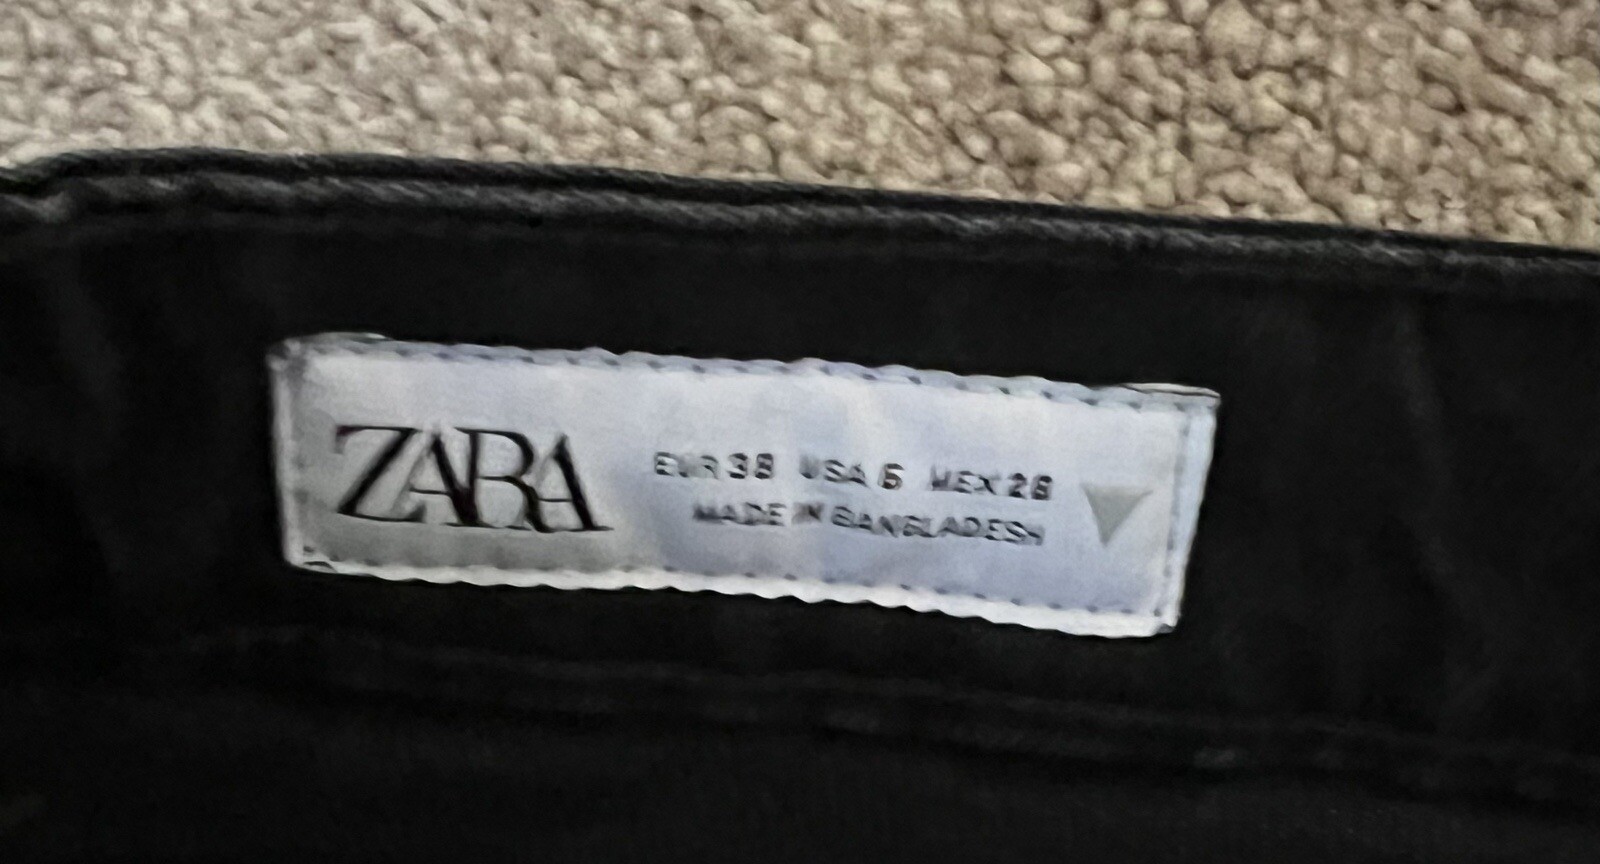 ZARA
EUR 38 USA 6 MEX 28
MADE IN BANGLADESH